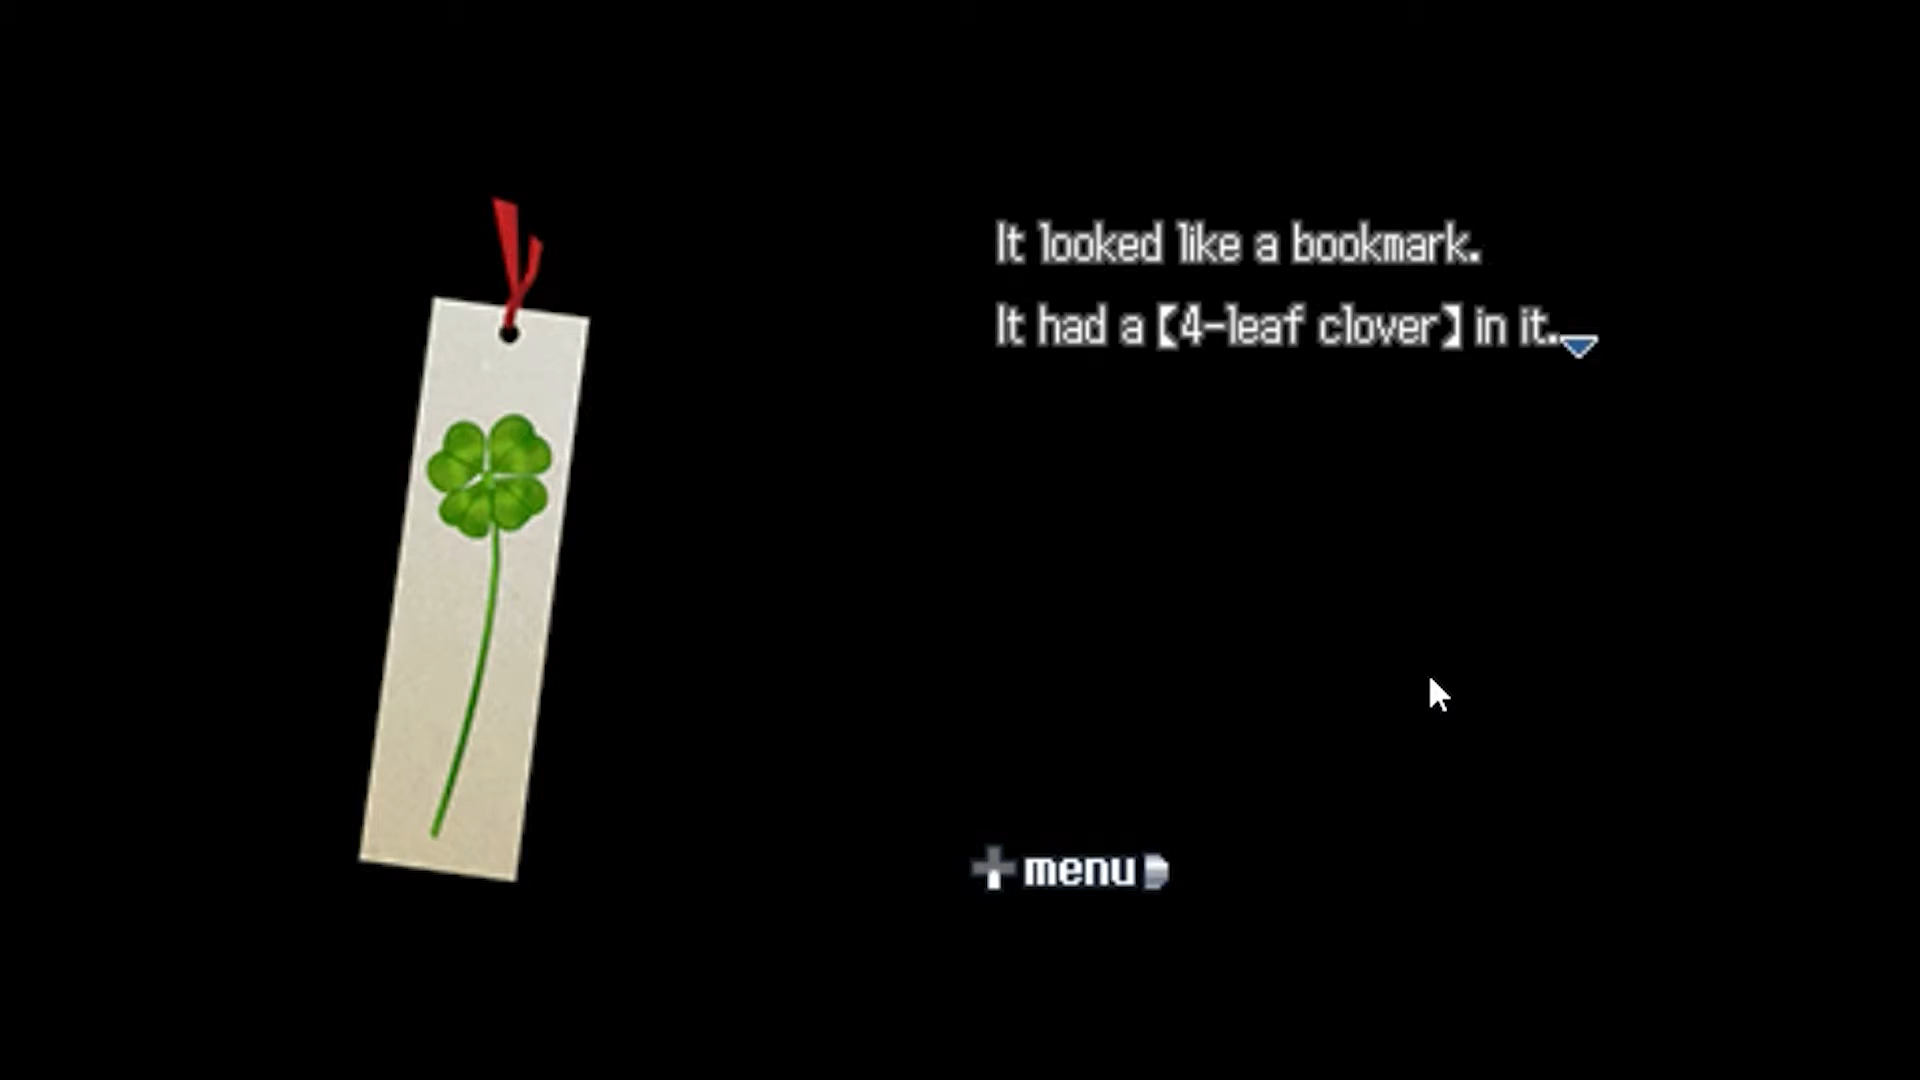 It looked like a bookmark.
It had a【4-leaf clover】in it.
menu